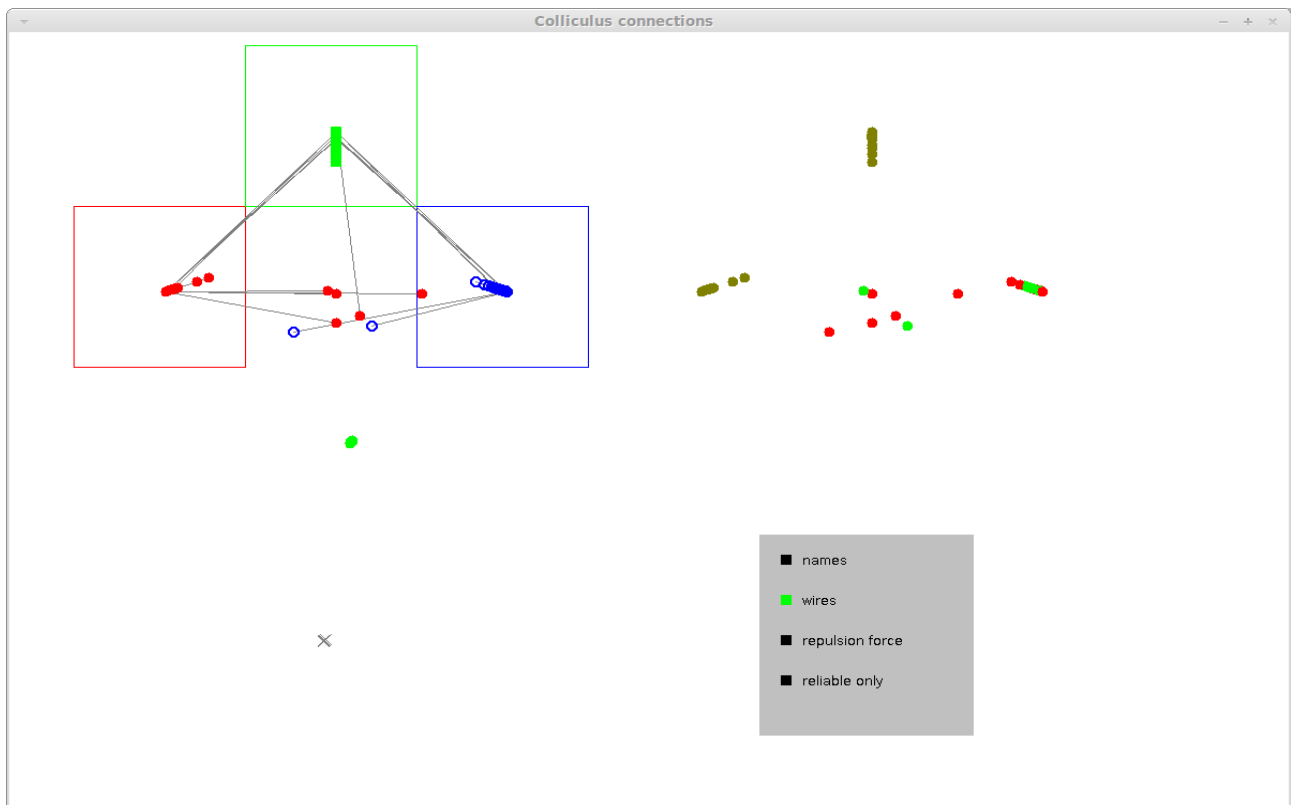 Colliculus connections
names
wires
repulsion force
reliable only